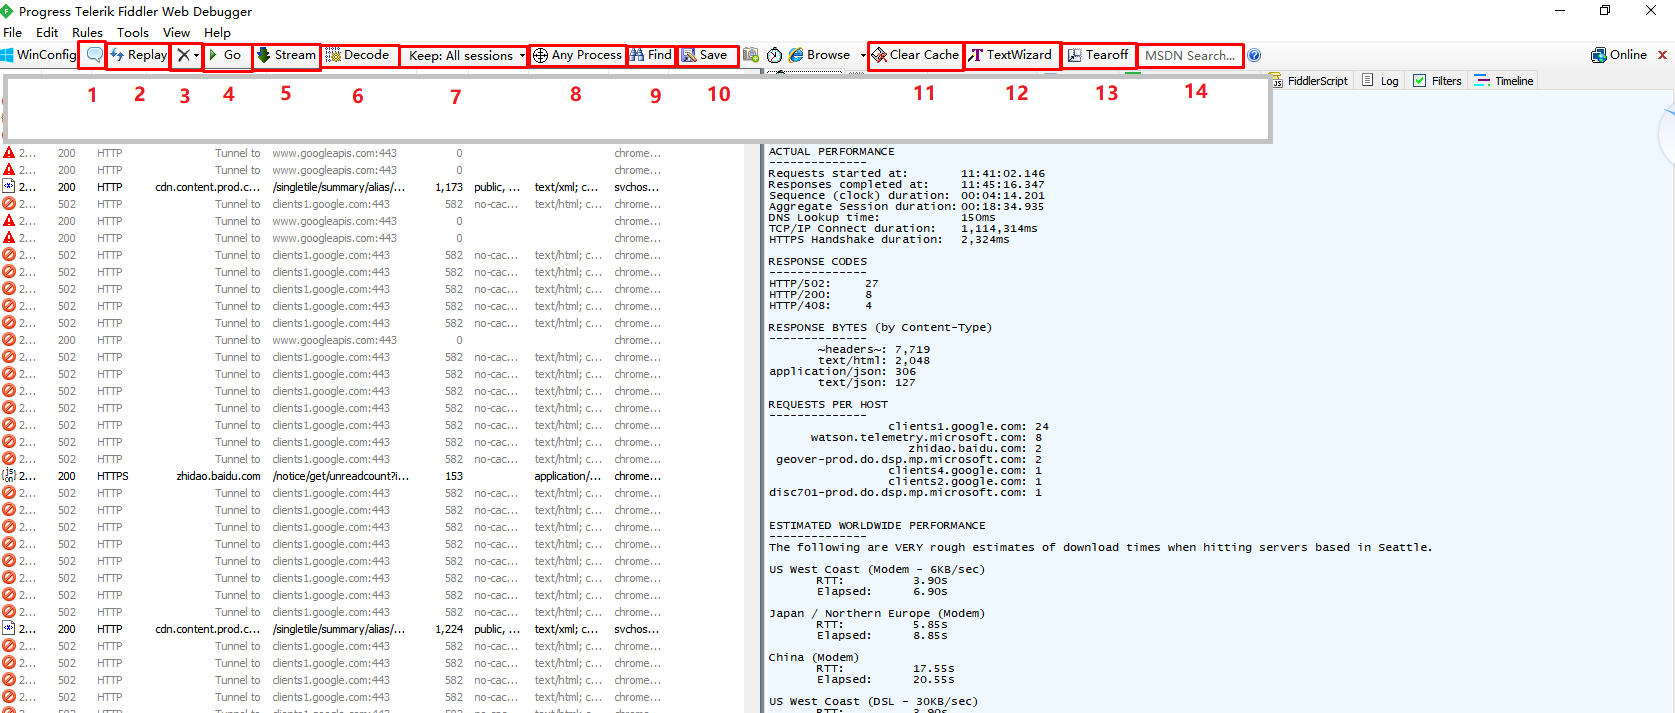 Progress Telerik Fiddler Web Debugger
File Edit Rules Tools View Help
WinConfig Replay Go Stream Decode Keep: All sessions Any Process Find Save Browse Clear Cache TextWizard Tearoff MSDN Search... Online
FiddlerScript Log Filters Timeline
1 2 3 4 5 6 7 8 9 10 11 12 13 14
2... 200 HTTP Tunnel to www.googleapis.com:443 0 chrome...
2... 200 HTTP Tunnel to www.googleapis.com:443 0 chrome...
2... 200 HTTP cdn.content.prod.c... /singletile/summary/alias/... 1,173 public, ... text/xml; c... svchos...
2... 502 HTTP Tunnel to clients1.google.com:443 582 no-cac... text/html; c... chrome...
2... 200 HTTP Tunnel to www.googleapis.com:443 0 chrome...
2... 200 HTTP Tunnel to www.googleapis.com:443 0 chrome...
2... 502 HTTP Tunnel to clients1.google.com:443 582 no-cac... text/html; c... chrome...
2... 502 HTTP Tunnel to clients1.google.com:443 582 no-cac... text/html; c... chrome...
2... 502 HTTP Tunnel to clients1.google.com:443 582 no-cac... text/html; c... chrome...
2... 502 HTTP Tunnel to clients1.google.com:443 582 no-cac... text/html; c... chrome...
2... 502 HTTP Tunnel to clients1.google.com:443 582 no-cac... text/html; c... chrome...
2... 200 HTTP Tunnel to www.googleapis.com:443 0 chrome...
2... 502 HTTP Tunnel to clients1.google.com:443 582 no-cac... text/html; c... chrome...
2... 502 HTTP Tunnel to clients1.google.com:443 582 no-cac... text/html; c... chrome...
2... 502 HTTP Tunnel to clients1.google.com:443 582 no-cac... text/html; c... chrome...
2... 502 HTTP Tunnel to clients1.google.com:443 582 no-cac... text/html; c... chrome...
2... 502 HTTP Tunnel to clients1.google.com:443 582 no-cac... text/html; c... chrome...
2... 502 HTTP Tunnel to clients1.google.com:443 582 no-cac... text/html; c... chrome...
2... 502 HTTP Tunnel to clients1.google.com:443 582 no-cac... text/html; c... chrome...
2... 200 HTTPS zhidao.baidu.com /notice/get/unreadcount?i... 153 application/... chrome...
2... 502 HTTP Tunnel to clients1.google.com:443 582 no-cac... text/html; c... chrome...
2... 502 HTTP Tunnel to clients1.google.com:443 582 no-cac... text/html; c... chrome...
2... 502 HTTP Tunnel to clients1.google.com:443 582 no-cac... text/html; c... chrome...
2... 502 HTTP Tunnel to clients1.google.com:443 582 no-cac... text/html; c... chrome...
2... 502 HTTP Tunnel to clients1.google.com:443 582 no-cac... text/html; c... chrome...
2... 502 HTTP Tunnel to clients1.google.com:443 582 no-cac... text/html; c... chrome...
2... 502 HTTP Tunnel to clients1.google.com:443 582 no-cac... text/html; c... chrome...
2... 502 HTTP Tunnel to clients1.google.com:443 582 no-cac... text/html; c... chrome...
2... 200 HTTP cdn.content.prod.c... /singletile/summary/alias/... 1,224 public, ... text/xml; c... svchos...
2... 502 HTTP Tunnel to clients1.google.com:443 582 no-cac... text/html; c... chrome...
2... 502 HTTP Tunnel to clients1.google.com:443 582 no-cac... text/html; c... chrome...
2... 502 HTTP Tunnel to clients1.google.com:443 582 no-cac... text/html; c... chrome...
2... 502 HTTP Tunnel to clients1.google.com:443 582 no-cac... text/html; c... chrome...
ACTUAL PERFORMANCE
--------------
Requests started at: 11:41:02.146
Responses completed at: 11:45:16.347
Sequence (clock) duration: 00:04:14.201
Aggregate Session duration: 00:18:34.935
DNS Lookup time: 150ms
TCP/IP Connect duration: 1,114,314ms
HTTPS Handshake duration: 2,324ms
RESPONSE CODES
--------------
HTTP/502: 27
HTTP/200: 8
HTTP/408: 4
RESPONSE BYTES (by Content-Type)
--------------
~headers~: 7,719
text/html: 2,048
application/json: 306
text/json: 127
REQUESTS PER HOST
--------------
clients1.google.com: 24
watson.telemetry.microsoft.com: 8
zhidao.baidu.com: 2
geover-prod.do.dsp.mp.microsoft.com: 2
clients4.google.com: 1
clients2.google.com: 1
disc701-prod.do.dsp.mp.microsoft.com: 1
ESTIMATED WORLDWIDE PERFORMANCE
--------------
The following are VERY rough estimates of download times when hitting servers based in Seattle.
US West Coast (Modem - 6KB/sec)
RTT: 3.90s
Elapsed: 6.90s
Japan / Northern Europe (Modem)
RTT: 5.85s
Elapsed: 8.85s
China (Modem)
RTT: 17.55s
Elapsed: 20.55s
US West Coast (DSL - 30KB/sec)